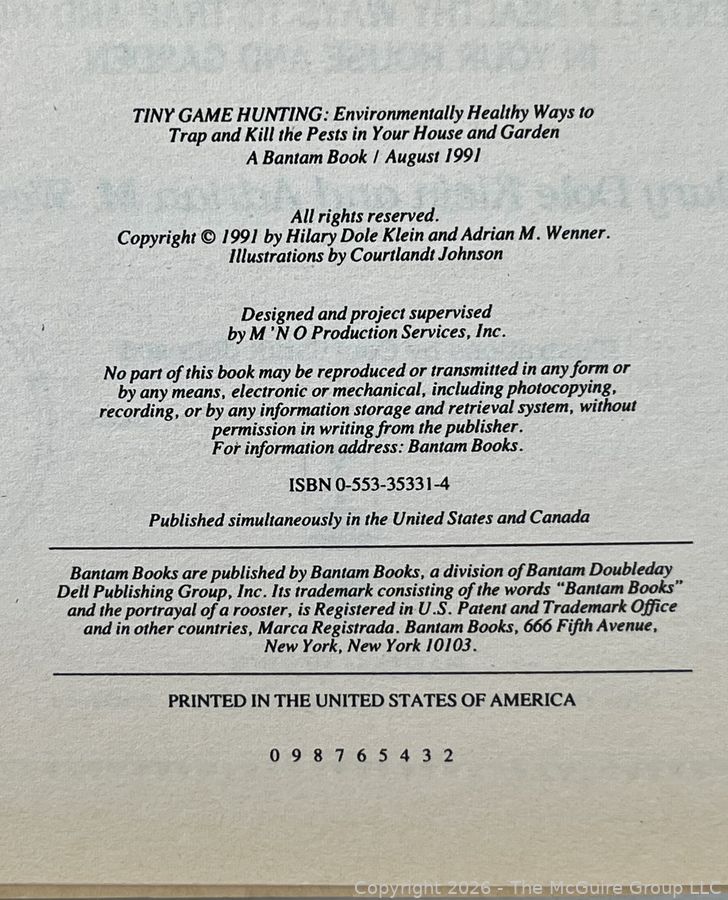 TINY GAME HUNTING: Environmentally Healthy Ways to
Trap and Kill the Pests in Your House and Garden
A Bantam Book / August 1991
All rights reserved.
Copyright © 1991 by Hilary Dole Klein and Adrian M. Wenner.
Illustrations by Courtlandt Johnson
Designed and project supervised
by M 'N O Production Services, Inc.
No part of this book may be reproduced or transmitted in any form or
by any means, electronic or mechanical, including photocopying,
recording, or by any information storage and retrieval system, without
permission in writing from the publisher.
For information address: Bantam Books.
ISBN 0-553-35331-4
Published simultaneously in the United States and Canada
Bantam Books are published by Bantam Books, a division of Bantam Doubleday
Dell Publishing Group, Inc. Its trademark consisting of the words “Bantam Books”
and the portrayal of a rooster, is Registered in U.S. Patent and Trademark Office
and in other countries, Marca Registrada. Bantam Books, 666 Fifth Avenue,
New York, New York 10103.
PRINTED IN THE UNITED STATES OF AMERICA
0 9 8 7 6 5 4 3 2
Copyright 2026 - The McGuire Group LLC